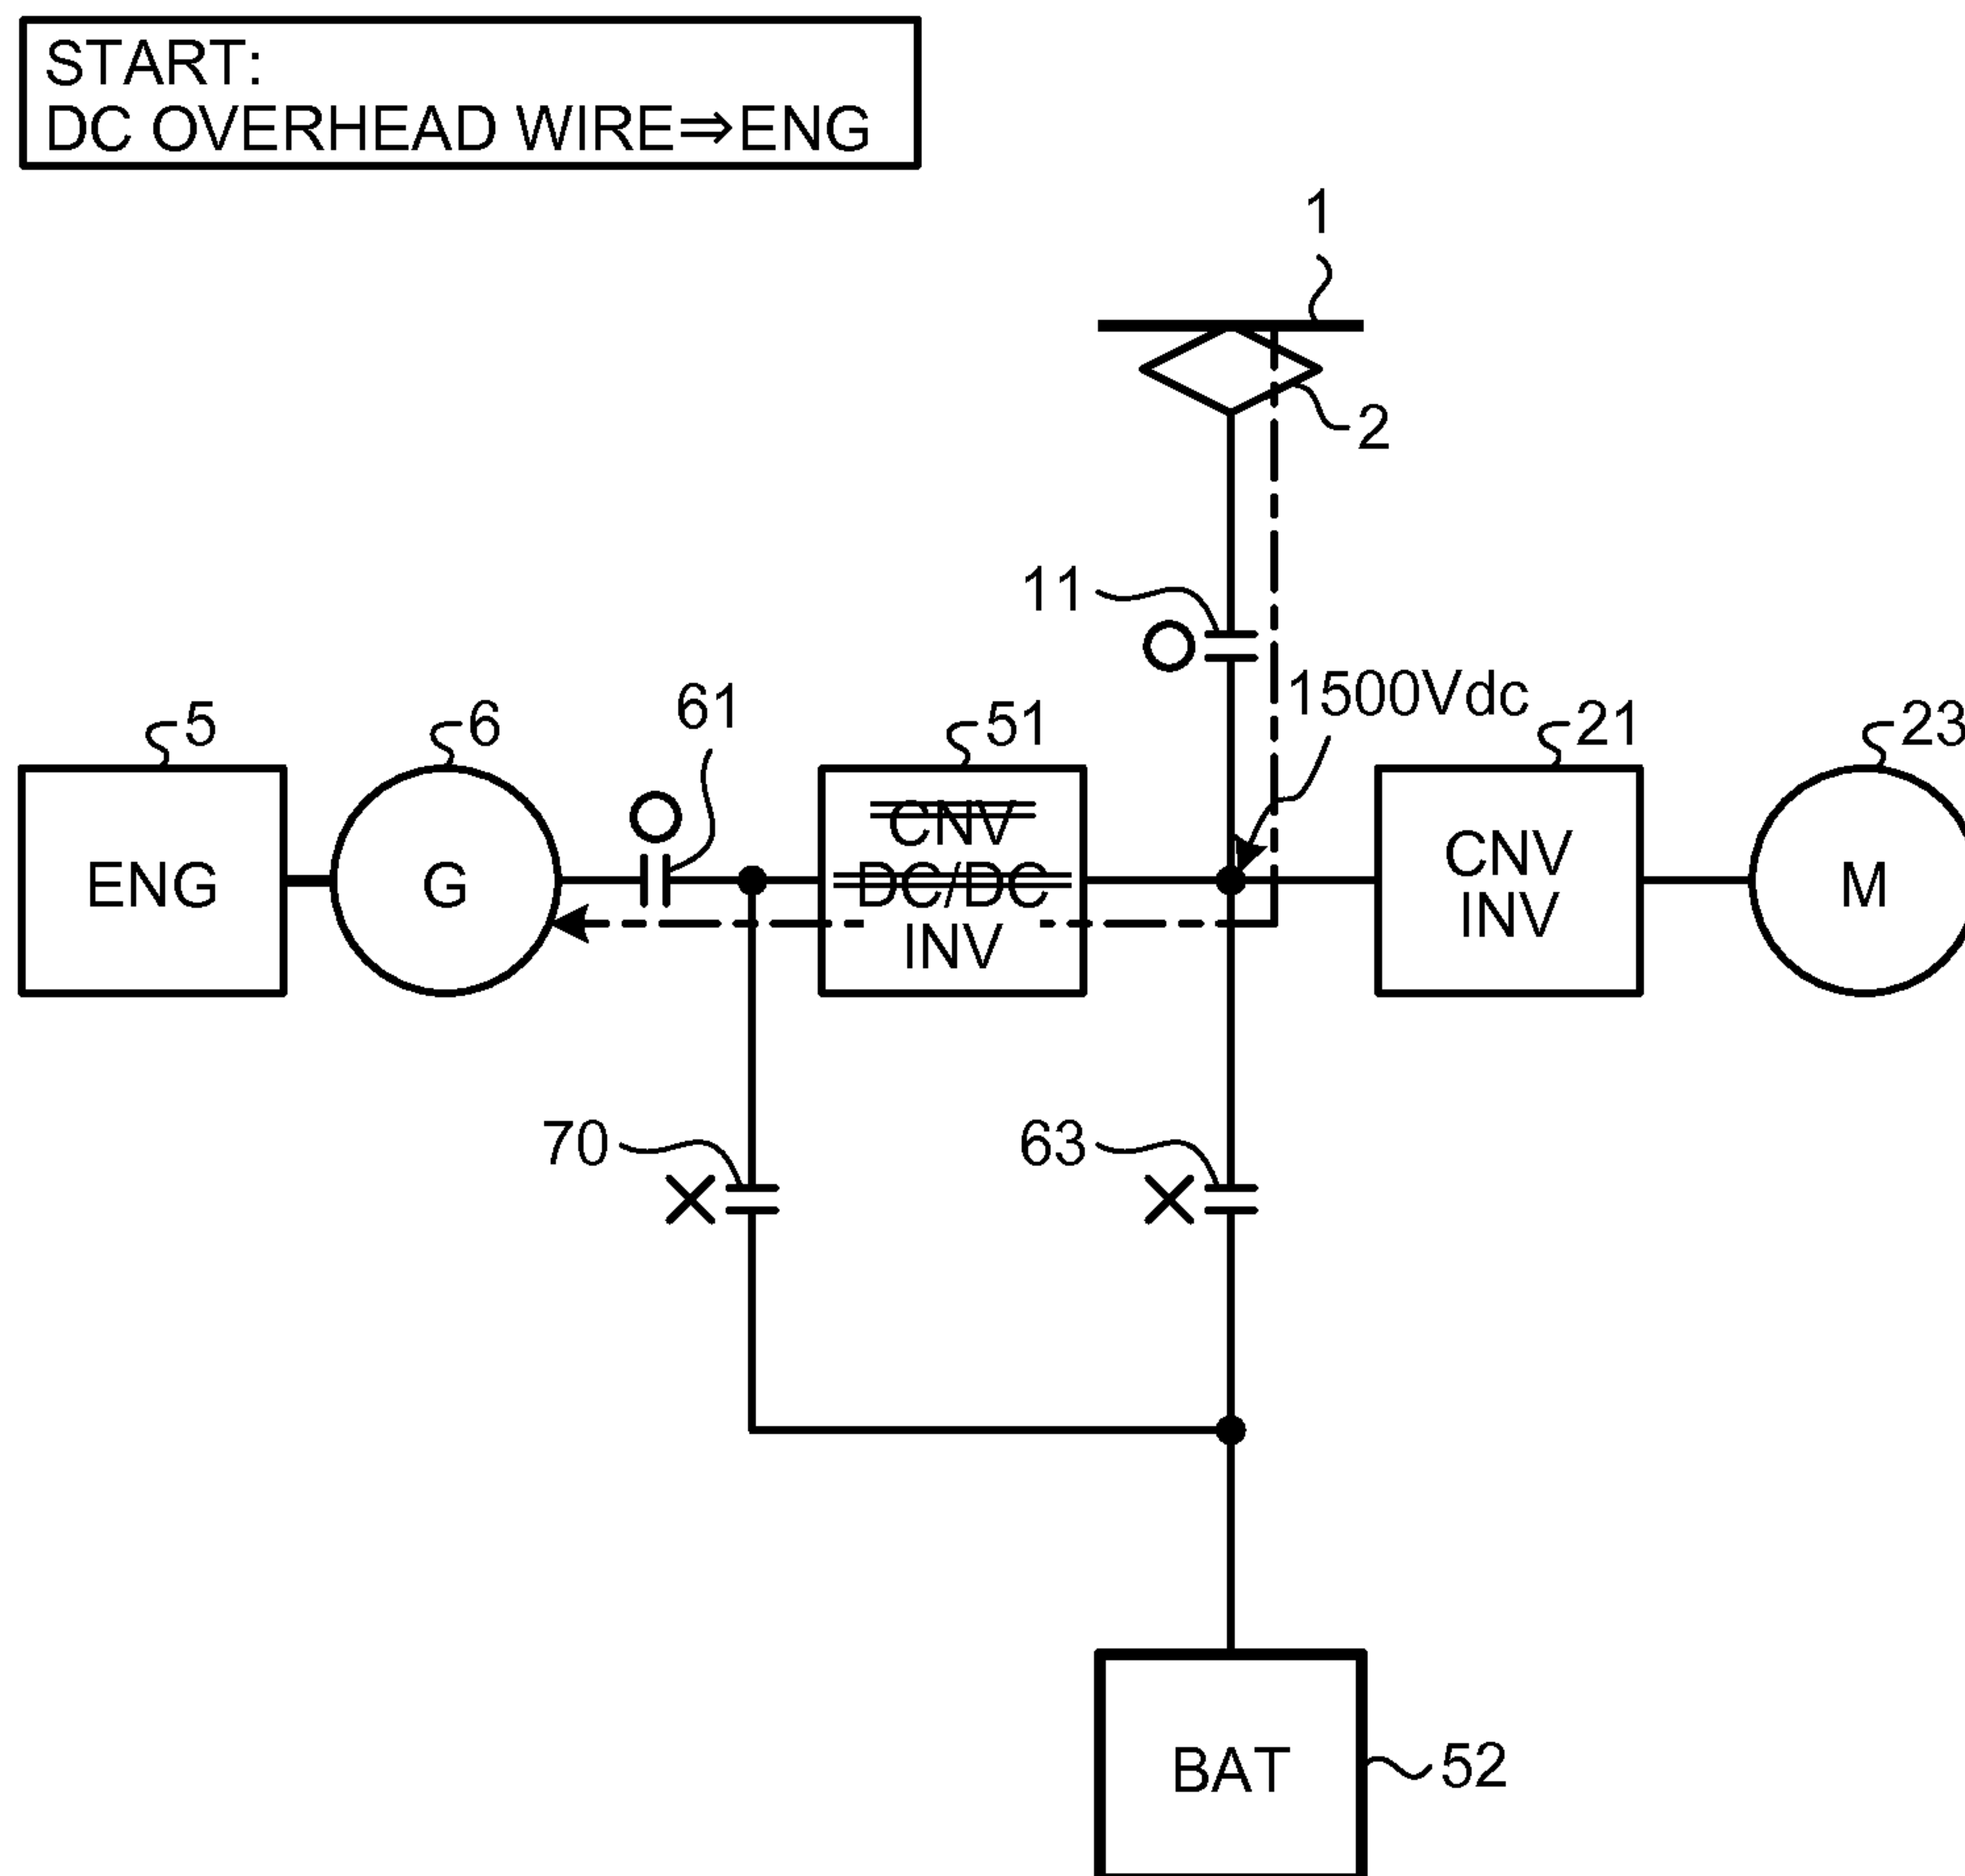 START:
DC OVERHEAD WIRE⇒ENG
1
2
11
1500Vdc
5
6
61
51
21
23
ENG
G
CNV
DC/DC
INV
CNV
INV
M
70
63
BAT
52